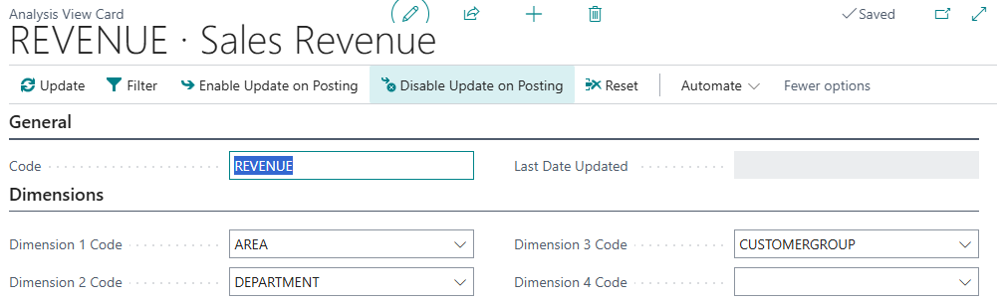 Analysis View Card
Saved
REVENUE · Sales Revenue
Update Filter Enable Update on Posting Disable Update on Posting Reset Automate Fewer options
General
Code REVENUE Last Date Updated
Dimensions
Dimension 1 Code AREA Dimension 3 Code CUSTOMERGROUP
Dimension 2 Code DEPARTMENT Dimension 4 Code